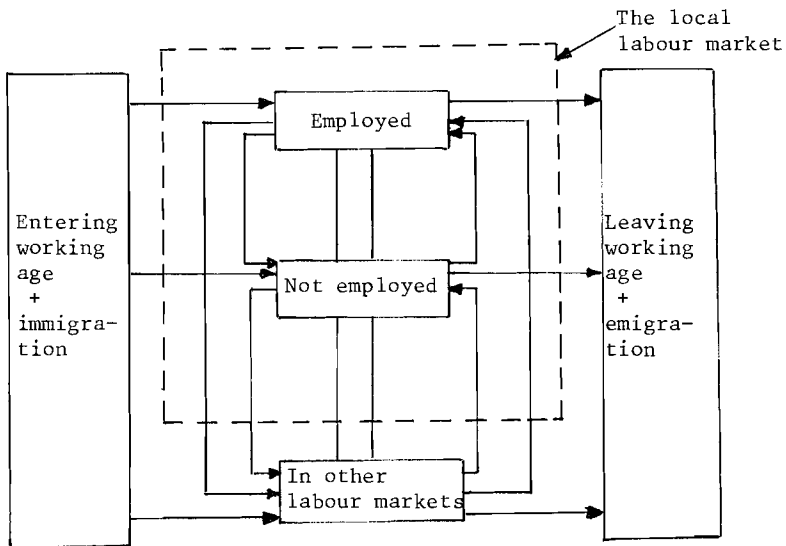 The local
labour market
Employed
Entering
working
age
+
immigra-
tion
Not employed
Leaving
working
age
+
emigra-
tion
In other
labour markets